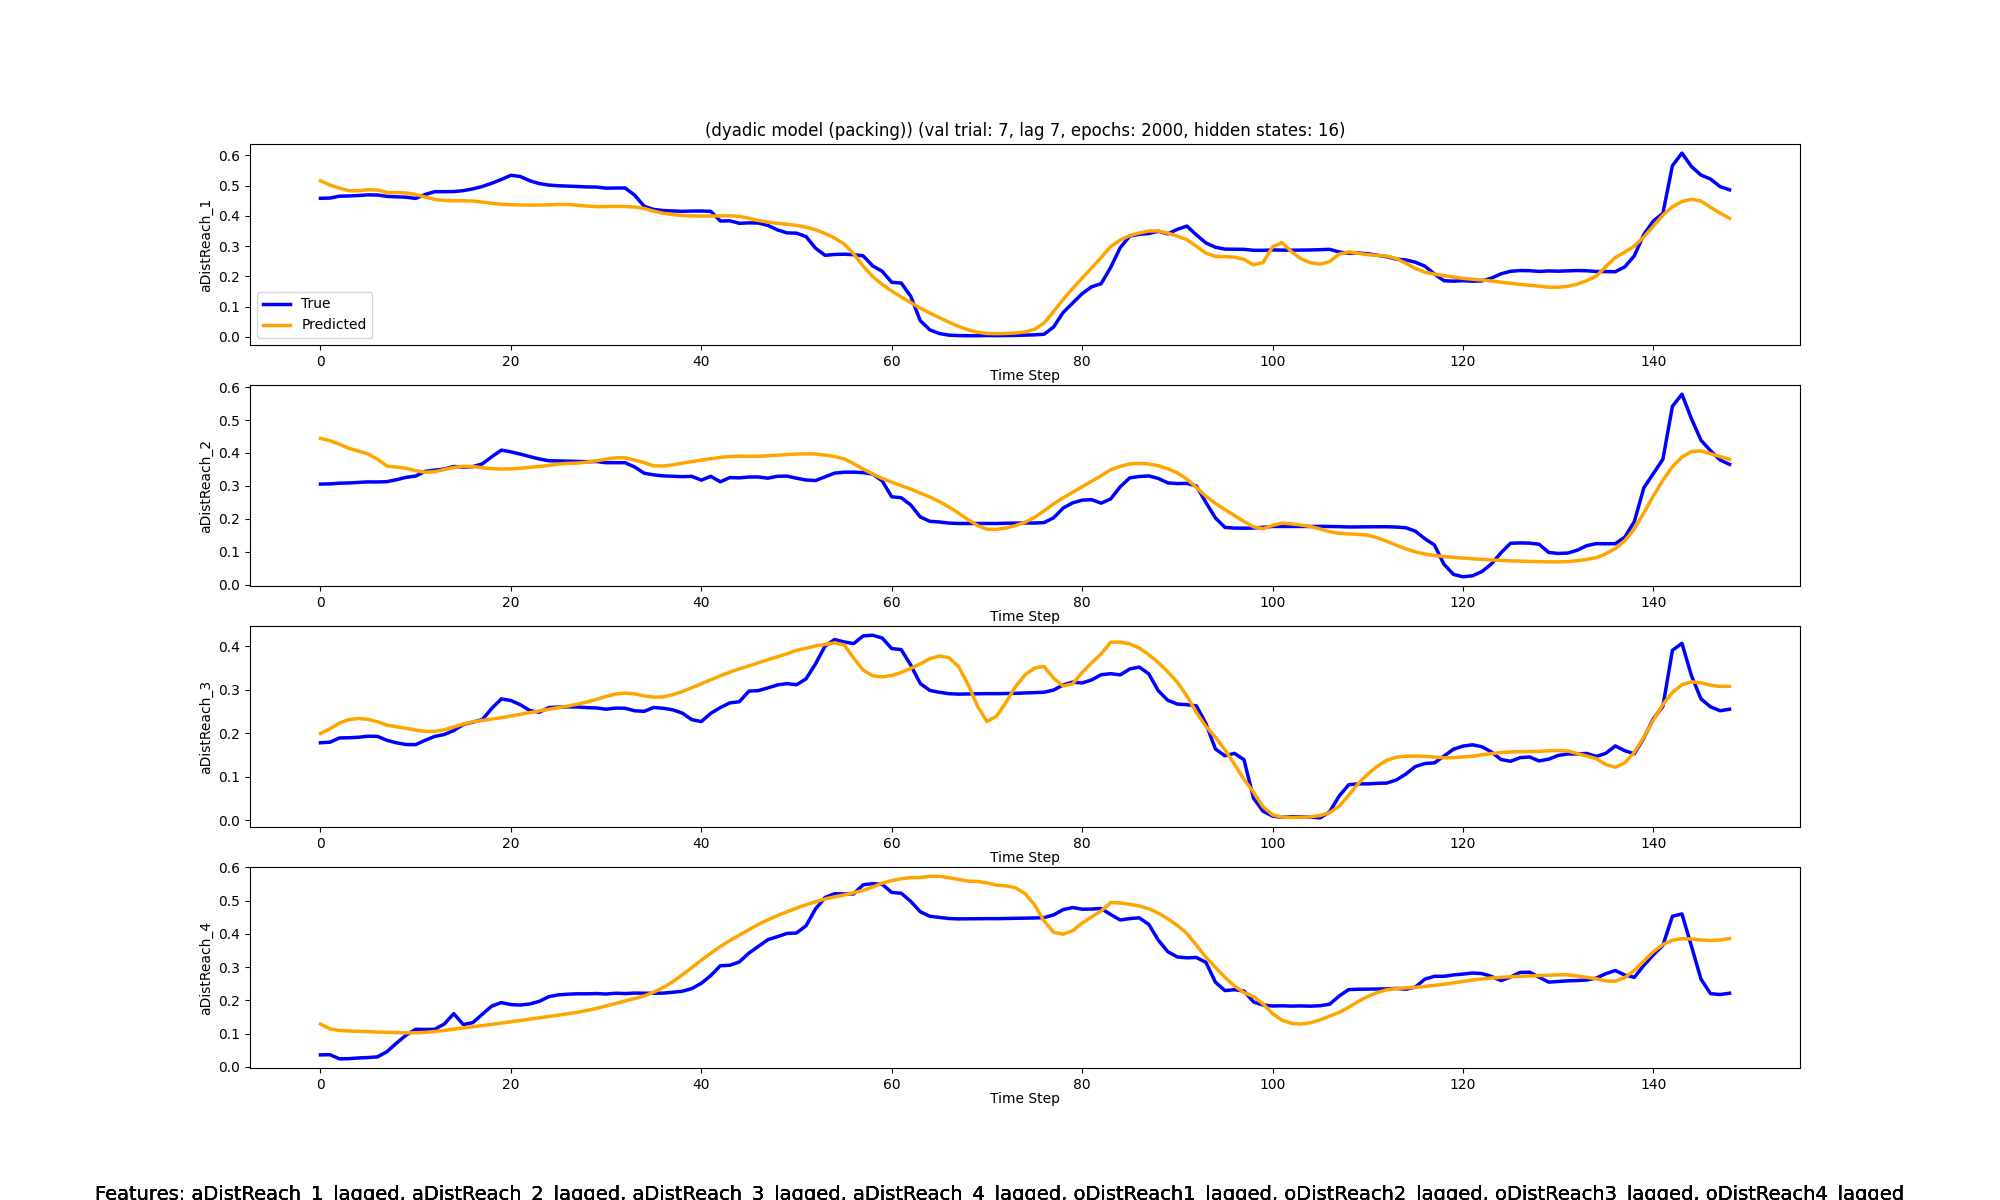 (dyadic model (packing)) (val trial: 7, lag 7, epochs: 2000, hidden states: 16)
aDistReach_1
0.6
0.5
0.4
0.3
0.2
0.1
0.0
True
Predicted
0 20 40 60 80 100 120 140
Time Step
aDistReach_2
0.6
0.5
0.4
0.3
0.2
0.1
0.0
0 20 40 60 80 100 120 140
Time Step
aDistReach_3
0.4
0.3
0.2
0.1
0.0
0 20 40 60 80 100 120 140
Time Step
aDistReach_4
0.6
0.5
0.4
0.3
0.2
0.1
0.0
0 20 40 60 80 100 120 140
Time Step
Features: aDistReach_1_lagged, aDistReach_2_lagged, aDistReach_3_lagged, aDistReach_4_lagged, oDistReach1_lagged, oDistReach2_lagged, oDistReach3_lagged, oDistReach4_lagged